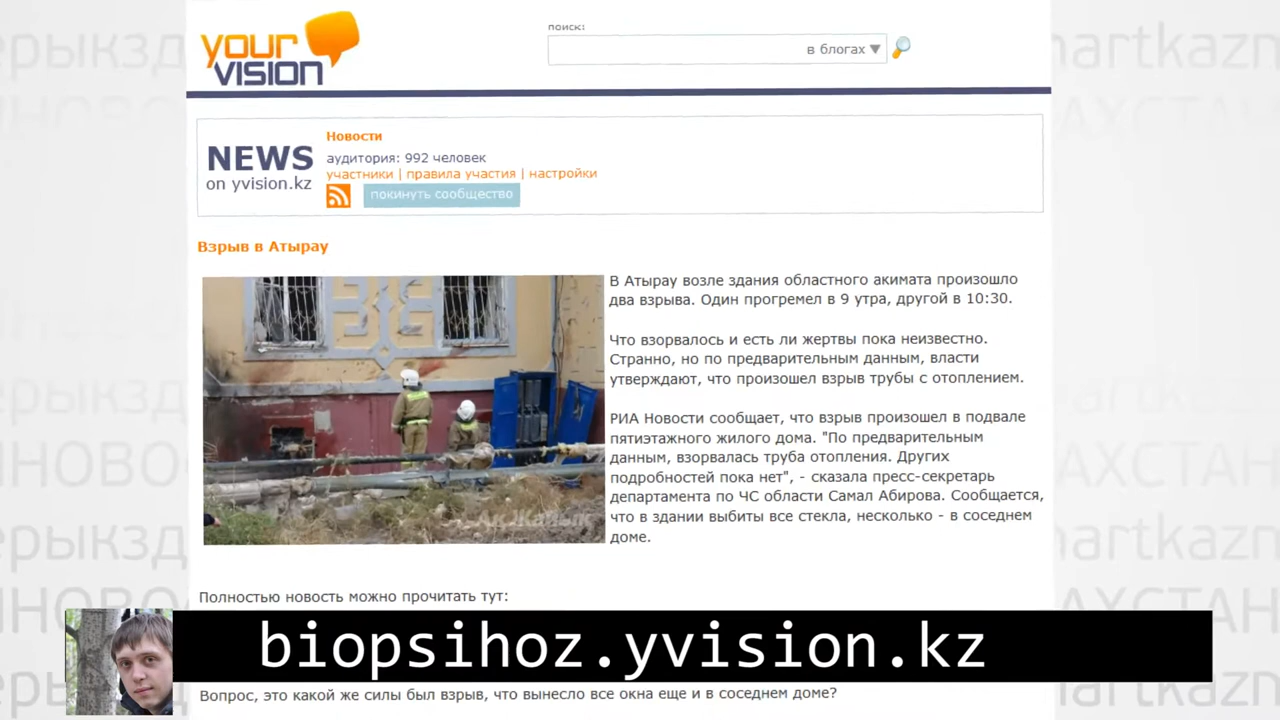 your
VISION
поиск:
в блогах
NEWS
on yvision.kz
Новости
аудитория: 992 человек
участники | правила участия | настройки
покинуть сообщество
Взрыв в Атырау
В Атырау возле здания областного акимата произошло
два взрыва. Один прогремел в 9 утра, другой в 10:30.
Что взорвалось и есть ли жертвы пока неизвестно.
Странно, но по предварительным данным, власти
утверждают, что произошел взрыв трубы с отоплением.
РИА Новости сообщает, что взрыв произошел в подвале
пятиэтажного жилого дома. "По предварительным
данным, взорвалась труба отопления. Других
подробностей пока нет", - сказала пресс-секретарь
департамента по ЧС области Самал Абирова. Сообщается,
что в здании выбиты все стекла, несколько - в соседнем
доме.
Ак Жайык
Полностью новость можно прочитать тут:
biopsihoz.yvision.kz
Вопрос, это какой же силы был взрыв, что вынесло все окна еще и в соседнем доме?